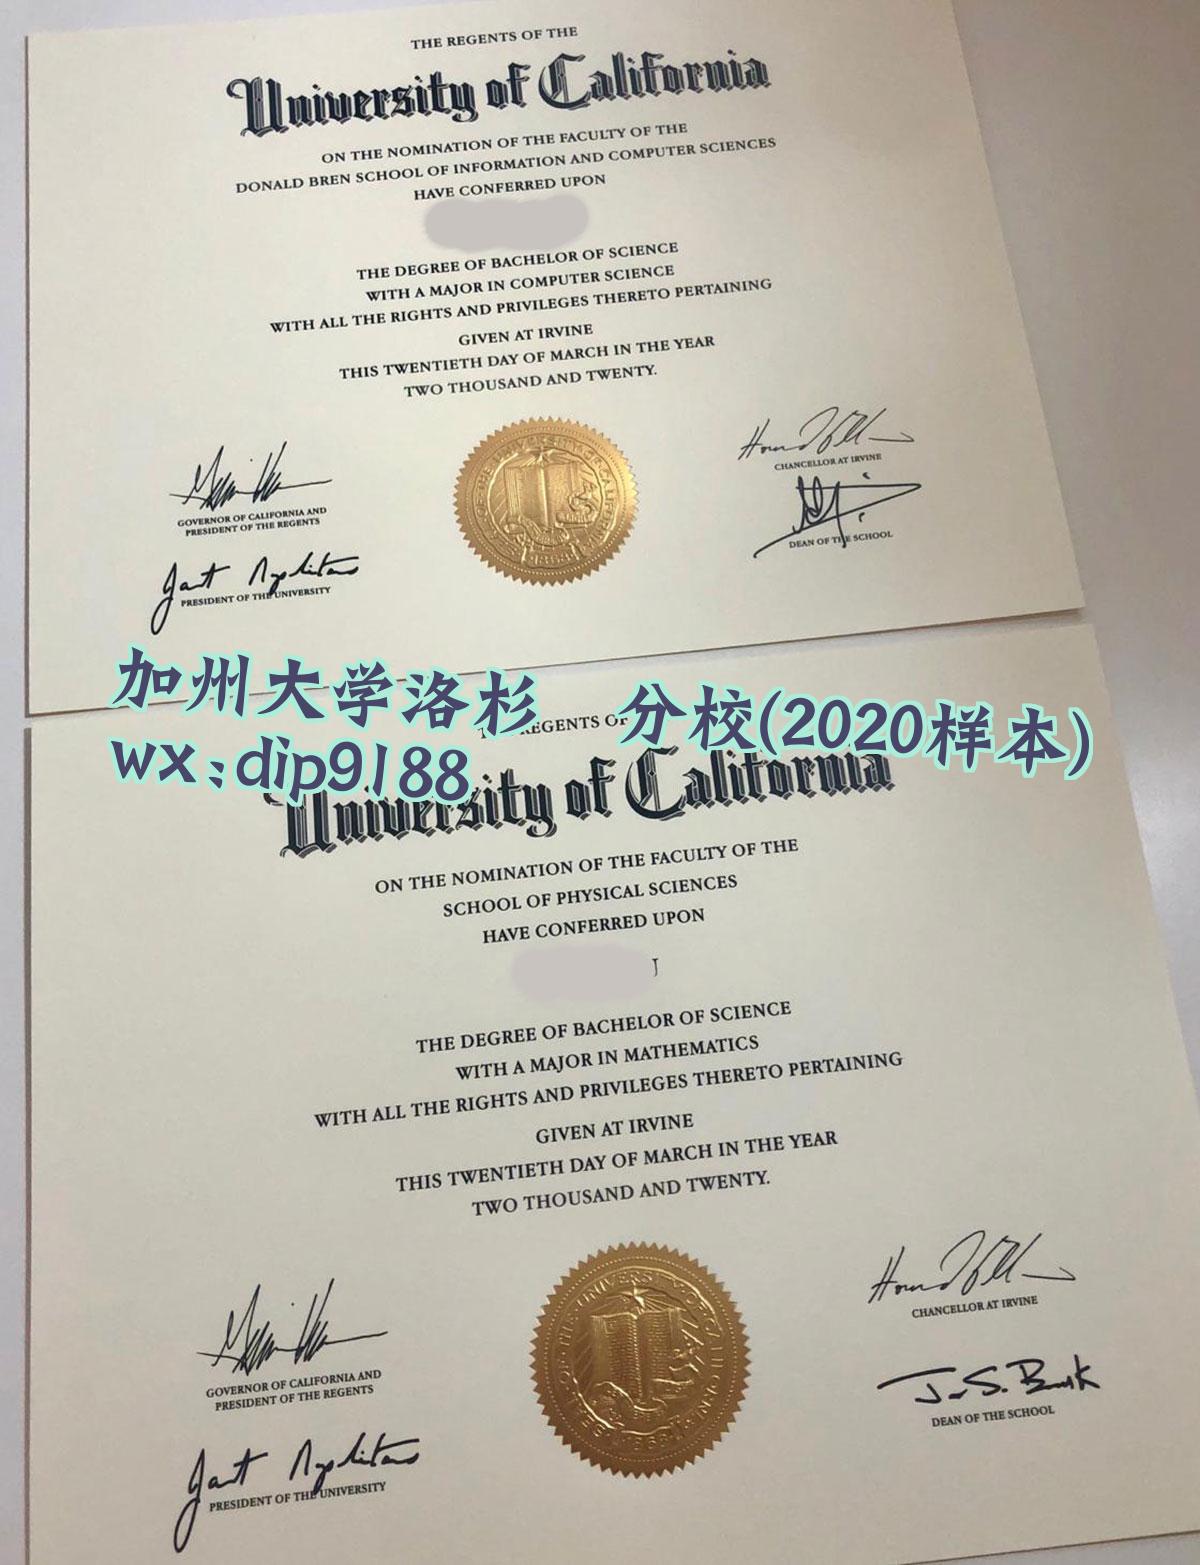 THE REGENTS OF THE
University of California
ON THE NOMINATION OF THE FACULTY OF THE
DONALD BREN SCHOOL OF INFORMATION AND COMPUTER SCIENCES
HAVE CONFERRED UPON
THE DEGREE OF BACHELOR OF SCIENCE
WITH A MAJOR IN COMPUTER SCIENCE
WITH ALL THE RIGHTS AND PRIVILEGES THERETO PERTAINING
GIVEN AT IRVINE
THIS TWENTIETH DAY OF MARCH IN THE YEAR
TWO THOUSAND AND TWENTY.
GOVERNOR OF CALIFORNIA AND
PRESIDENT OF THE REGENTS
PRESIDENT OF THE UNIVERSITY
CHANCELLOR AT IRVINE
DEAN OF THE SCHOOL
加州大学洛杉 分校(2020样本)
wx:dip9188
REGENTS OF
University of California
ON THE NOMINATION OF THE FACULTY OF THE
SCHOOL OF PHYSICAL SCIENCES
HAVE CONFERRED UPON
J
THE DEGREE OF BACHELOR OF SCIENCE
WITH A MAJOR IN MATHEMATICS
WITH ALL THE RIGHTS AND PRIVILEGES THERETO PERTAINING
GIVEN AT IRVINE
THIS TWENTIETH DAY OF MARCH IN THE YEAR
TWO THOUSAND AND TWENTY.
GOVERNOR OF CALIFORNIA AND
PRESIDENT OF THE REGENTS
PRESIDENT OF THE UNIVERSITY
CHANCELLOR AT IRVINE
DEAN OF THE SCHOOL